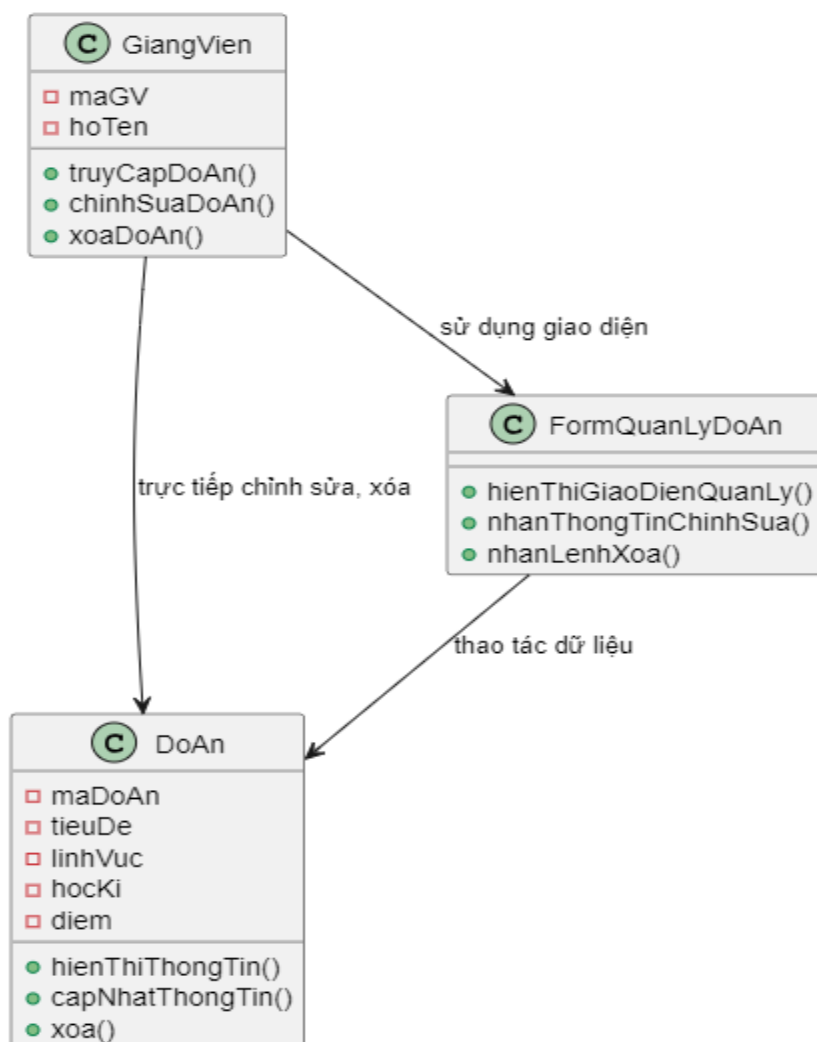 C GiangVien
maGV
hoTen
truyCapDoAn()
chinhSuaDoAn()
xoaDoAn()
sử dụng giao diện
C FormQuanLyDoAn
hienThiGiaoDienQuanLy()
nhanThongTinChinhSua()
nhanLenhXoa()
trực tiếp chỉnh sửa, xóa
thao tác dữ liệu
C DoAn
maDoAn
tieuDe
linhVuc
hocKi
diem
hienThiThongTin()
capNhatThongTin()
xoa()